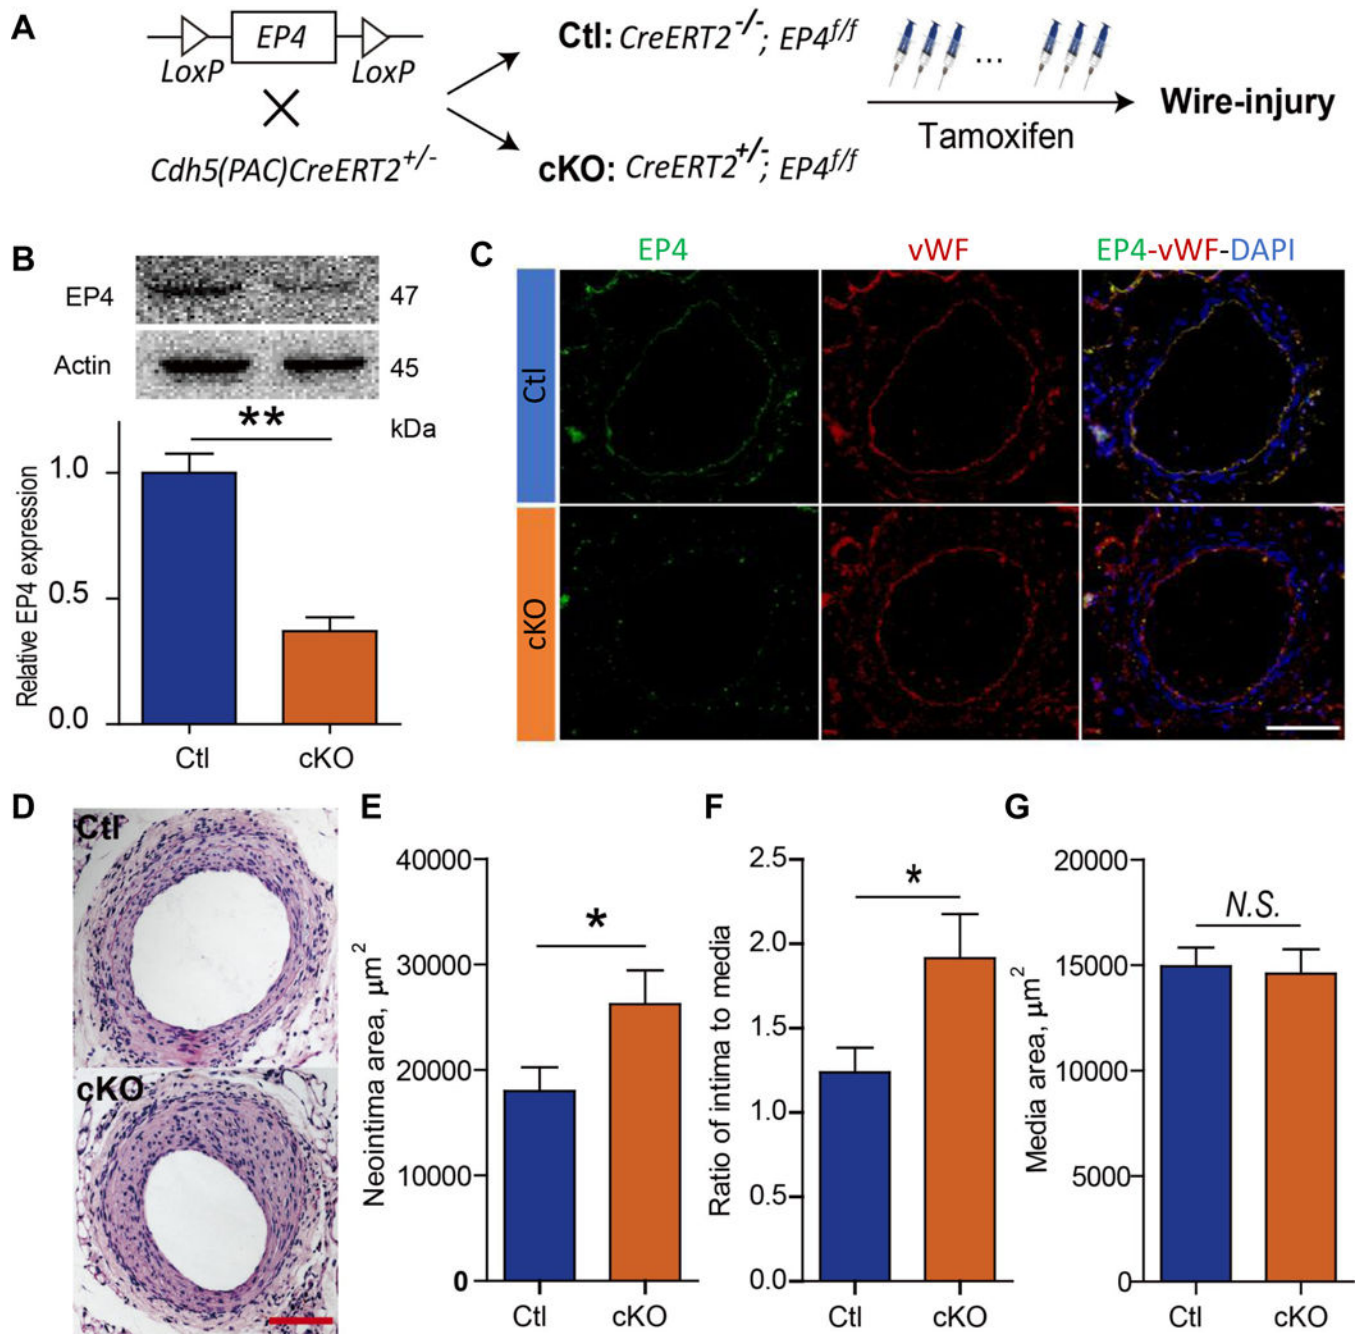 A
EP4
LoxP LoxP
Cdh5(PAC)CreERT2+/-
Ctl: CreERT2-/-; EP4f/f
cKO: CreERT2+/-; EP4f/f
...
Tamoxifen
Wire-injury
B
EP4 47
Actin 45
kDa
**
Relative EP4 expression
1.0
0.5
0.0
Ctl cKO
C
EP4 vWF EP4-vWF-DAPI
Ctl
cKO
D
Ctl
cKO
E
Neointima area, μm2
40000
30000
20000
10000
0
*
Ctl cKO
F
Ratio of intima to media
2.5
2.0
1.5
1.0
0.5
0.0
*
Ctl cKO
G
Media area, μm2
20000
15000
10000
5000
0
N.S.
Ctl cKO